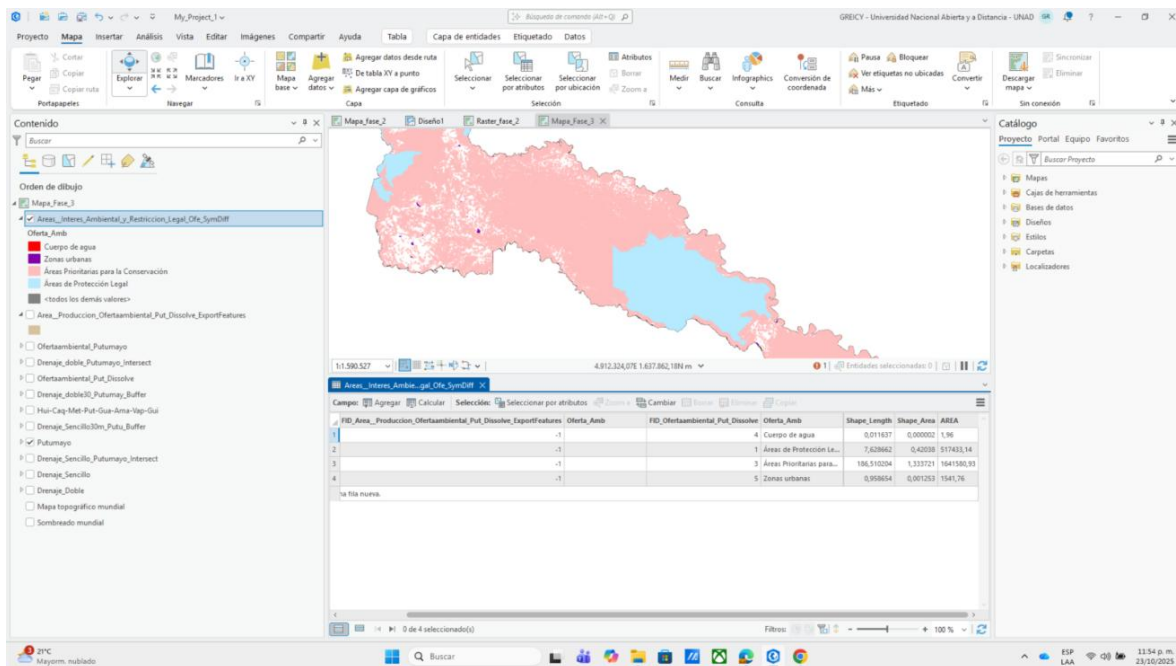 My_Project_1
Búsqueda de comando (Alt+Q)
GREICY - Universidad Nacional Abierta y a Distancia - UNAD GR ?
Proyecto Mapa Insertar Análisis Vista Editar Imágenes Compartir Ayuda Tabla Capa de entidades Etiquetado Datos
Pegar
Cortar
Copiar
Copiar ruta
Portapapeles
Explorar
Marcadores
Ir a XY
Navegar
Mapa base
Agregar datos
Agregar datos desde ruta
De tabla XY a punto
Agregar capa de gráficos
Capa
Seleccionar
Seleccionar por atributos
Seleccionar por ubicación
Atributos
Borrar
Zoom a
Selección
Medir
Buscar
Infographics
Conversión de coordenada
Consulta
Pausa Bloquear
Ver etiquetas no ubicadas
Más
Convertir
Etiquetado
Descargar mapa
Sincronizar
Eliminar
Sin conexión
Contenido
Buscar
Orden de dibujo
Mapa_Fase_3
Areas__Interes_Ambiental_y_Restriccion_Legal_Ofe_SymDiff
Oferta_Amb
Cuerpo de agua
Zonas urbanas
Áreas Prioritarias para la Conservación
Áreas de Protección Legal
<todos los demás valores>
Area__Produccion_Ofertaambiental_Put_Dissolve_ExportFeatures
Ofertaambiental_Putumayo
Drenaje_doble_Putumayo_Intersect
Ofertaambiental_Put_Dissolve
Drenaje_doble30_Putumay_Buffer
Hui-Caq-Met-Put-Gua-Ama-Vap-Gui
Drenaje_Sencillo30m_Putu_Buffer
Putumayo
Drenaje_Sencillo_Putumayo_Intersect
Drenaje_Sencillo
Drenaje_Doble
Mapa topográfico mundial
Sombreado mundial
Mapa_fase_2 Diseño1 Raster_fase_2 Mapa_Fase_3
1:1.590.527
4.912.324,07E 1.637.862,18N m
1
Entidades seleccionadas: 0
Areas__Interes_Ambie...gal_Ofe_SymDiff
Campo: Agregar Calcular Selección: Seleccionar por atributos Zoom a Cambiar Borrar Eliminar Copiar
FID_Area__Produccion_Ofertaambiental_Put_Dissolve_ExportFeatures Oferta_Amb FID_Ofertaambiental_Put_Dissolve Oferta_Amb Shape_Length Shape_Area AREA
1 -1 4 Cuerpo de agua 0,011637 0,000002 1,96
2 -1 1 Áreas de Protección Le... 7,628662 0,42038 517433,14
3 -1 3 Áreas Prioritarias para... 186,510204 1,333721 1641580,93
4 -1 5 Zonas urbanas 0,958654 0,001253 1541,76
na fila nueva.
0 de 4 seleccionado(s)
Filtros:
100 %
Catálogo
Proyecto Portal Equipo Favoritos
Buscar Proyecto
Mapas
Cajas de herramientas
Bases de datos
Diseños
Estilos
Carpetas
Localizadores
21°C
Mayorm. nublado
Buscar
ESP
LAA
11:54 p. m.